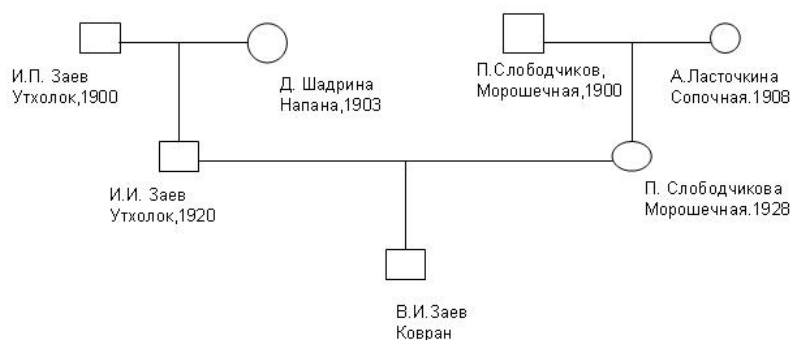 И.П. Заев
Утхолок,1900
Д. Шадрина
Напана,1903
П.Слободчиков,
Морошечная,1900
А.Ласточкина
Сопочная.1908
И.И. Заев
Утхолок,1920
П. Слободчикова
Морошечная.1928
В.И.Заев
Ковран